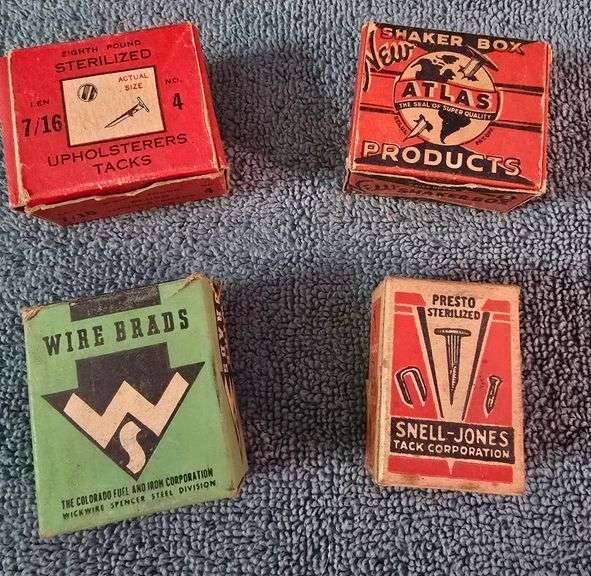 EIGHTH POUND
STERILIZED
ACTUAL
SIZE
LEN
7/16
NO.
4
UPHOLSTERERS
TACKS
4
New
SHAKER BOX
ATLAS
THE SEAL OF SUPER QUALITY
PRODUCTS
WIRE BRADS
WS
THE COLORADO FUEL AND IRON CORPORATION
WICKWIRE SPENCER STEEL DIVISION
PRESTO
STERILIZED
SNELL-JONES
TACK CORPORATION